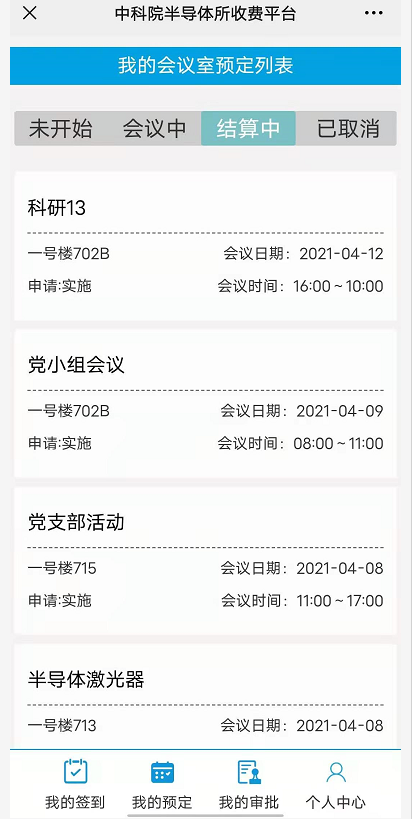 中科院半导体所收费平台
我的会议室预定列表
未开始 会议中 结算中 已取消
科研13
一号楼702B 会议日期：2021-04-12
申请:实施 会议时间：16:00 ~ 10:00
党小组会议
一号楼702B 会议日期：2021-04-09
申请:实施 会议时间：08:00 ~ 11:00
党支部活动
一号楼715 会议日期：2021-04-08
申请:实施 会议时间：11:00 ~ 17:00
半导体激光器
一号楼713 会议日期：2021-04-08
我的签到 我的预定 我的审批 个人中心